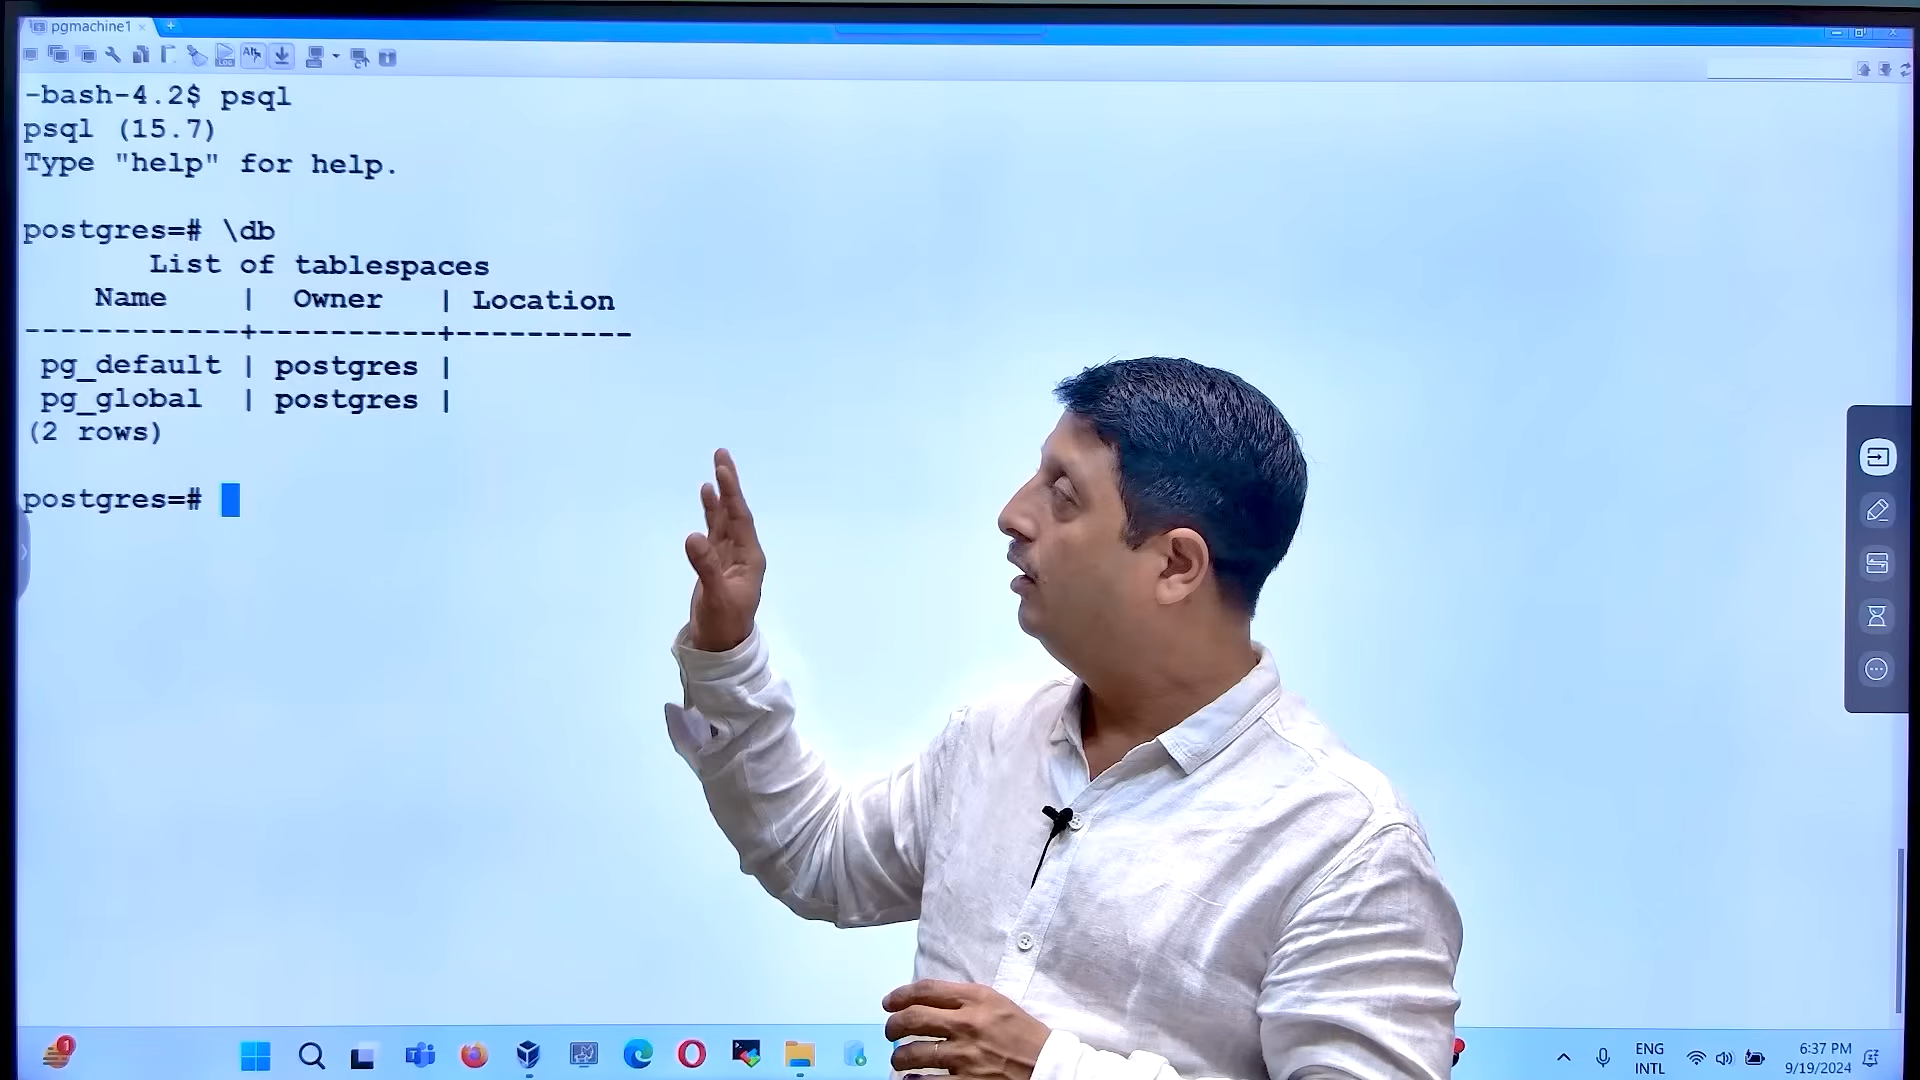 pgmachine1
-bash-4.2$ psql
psql (15.7)
Type "help" for help.
postgres=# \db
List of tablespaces
Name | Owner | Location
------------+----------+----------
pg_default | postgres |
pg_global | postgres |
(2 rows)
postgres=#
1
ENG
INTL
6:37 PM
9/19/2024